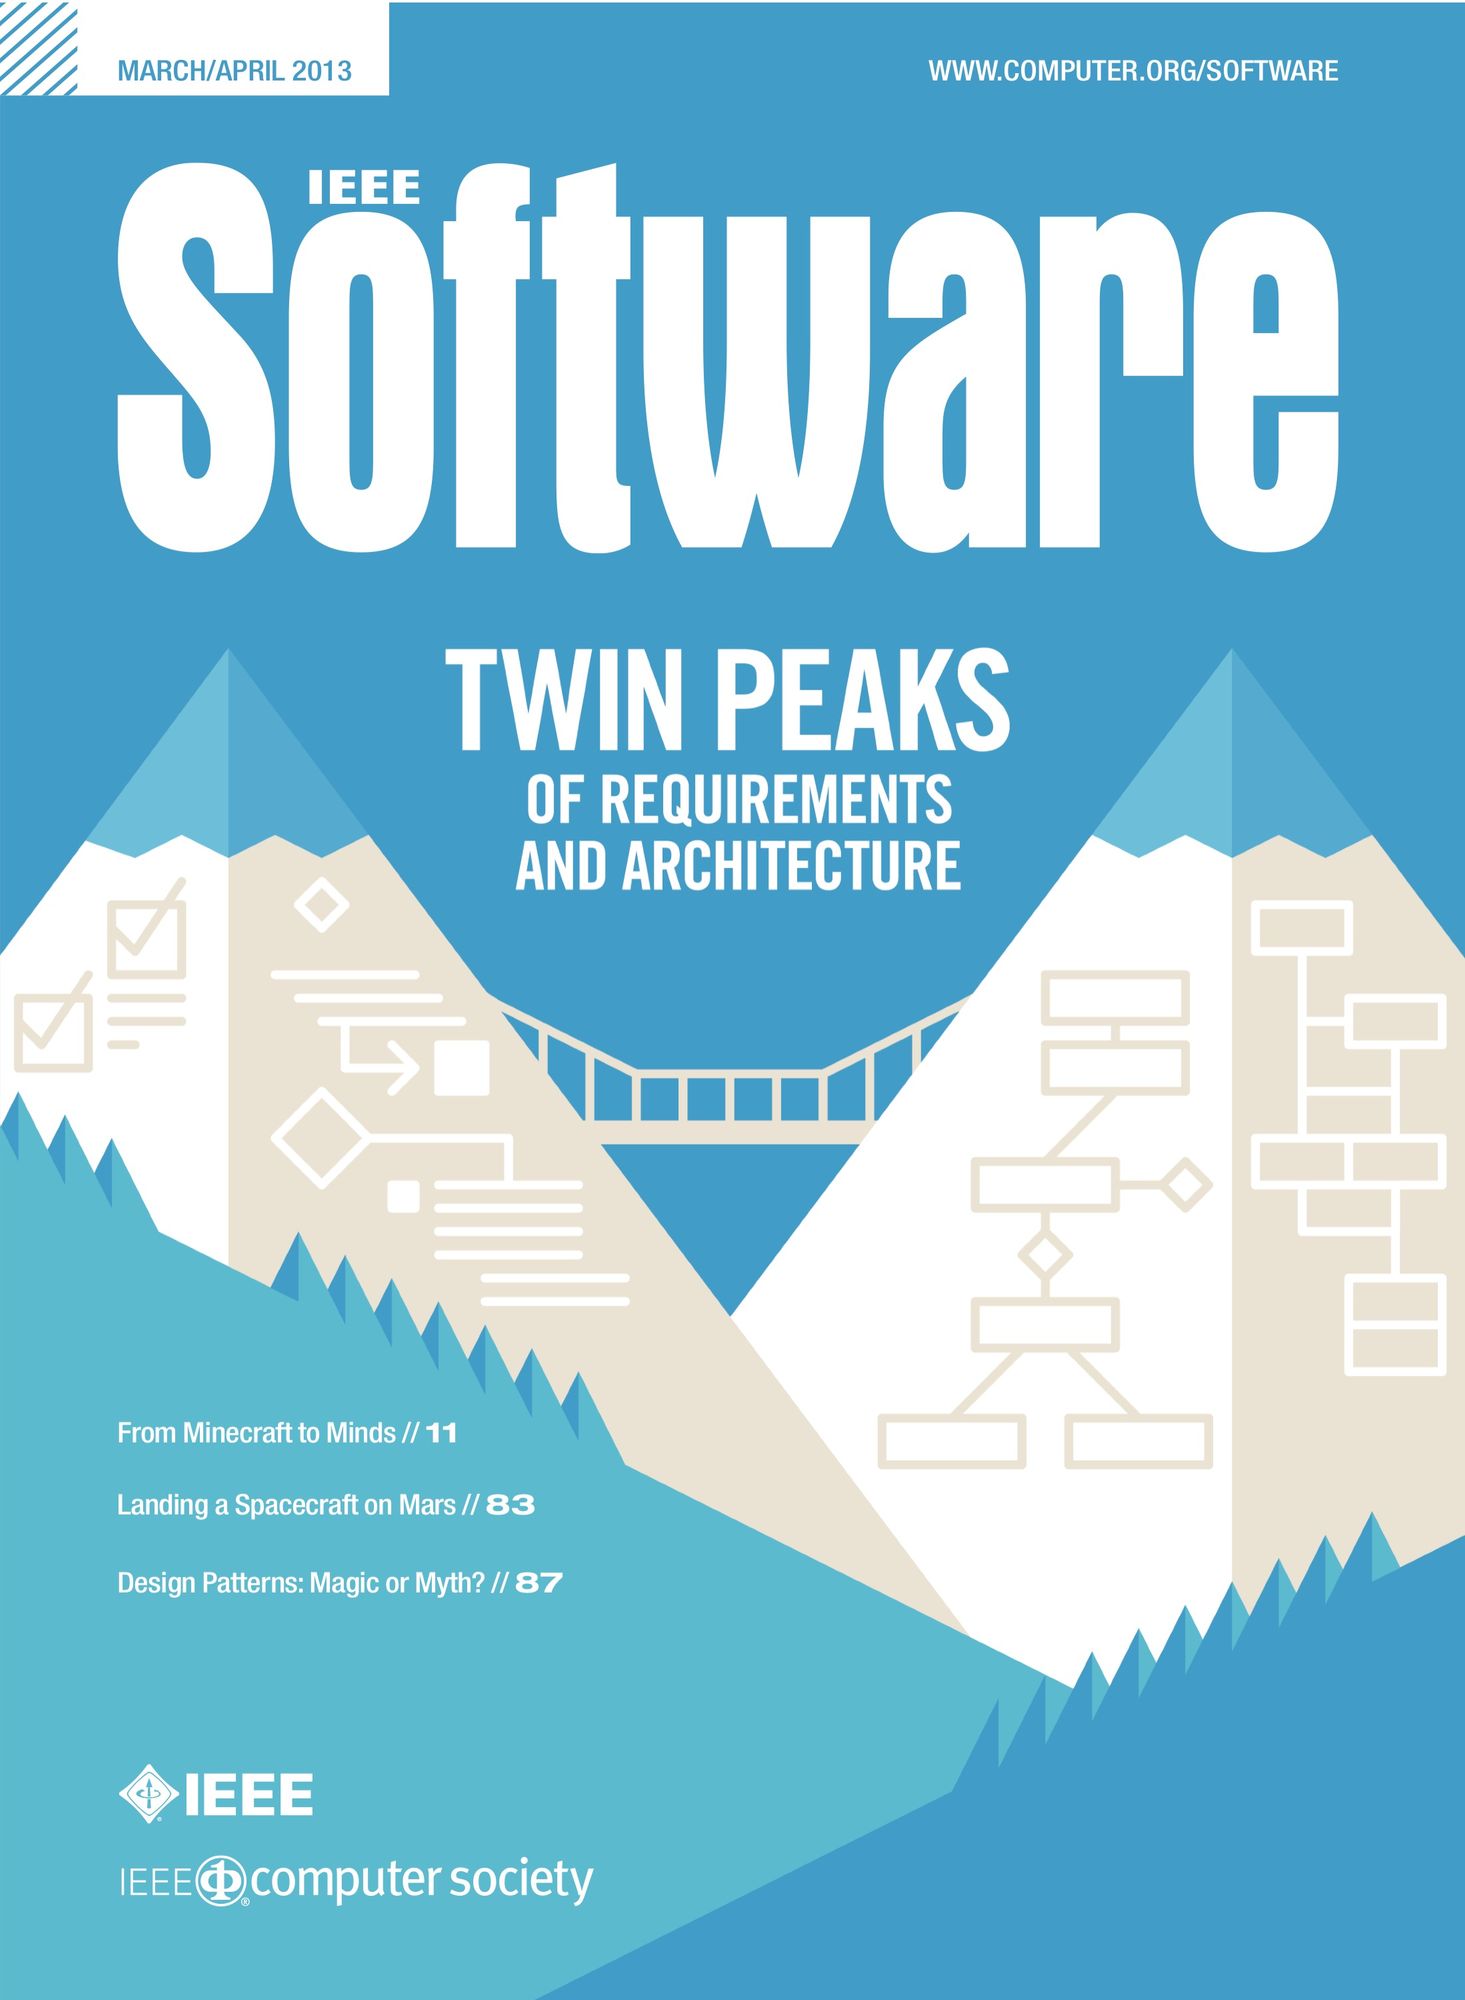 MARCH/APRIL 2013
WWW.COMPUTER.ORG/SOFTWARE
IEEE
Software
TWIN PEAKS
OF REQUIREMENTS
AND ARCHITECTURE
From Minecraft to Minds // 11
Landing a Spacecraft on Mars // 83
Design Patterns: Magic or Myth? // 87
IEEE
IEEE computer society